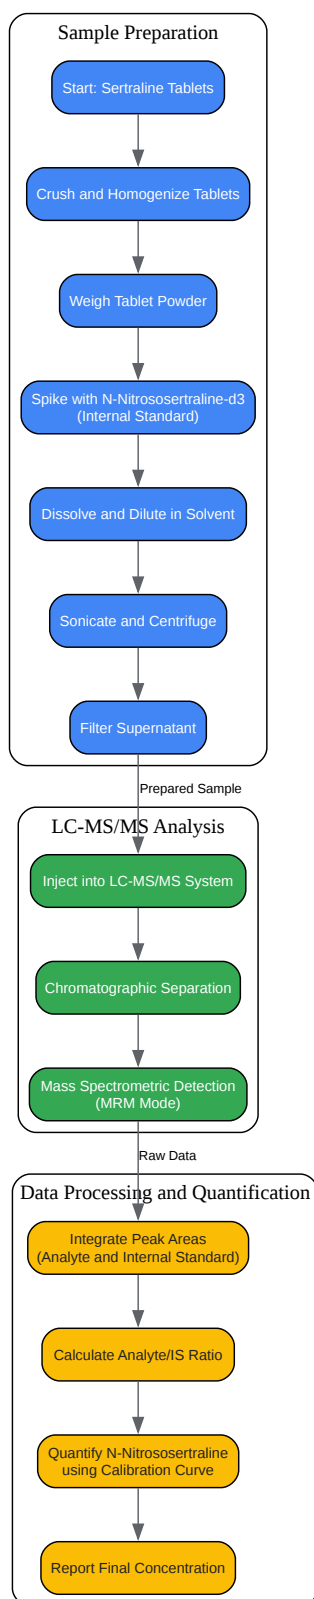 Sample Preparation
Start: Sertraline Tablets
Crush and Homogenize Tablets
Weigh Tablet Powder
Spike with N-Nitrososertraline-d3
(Internal Standard)
Dissolve and Dilute in Solvent
Sonicate and Centrifuge
Filter Supernatant
Prepared Sample
LC-MS/MS Analysis
Inject into LC-MS/MS System
Chromatographic Separation
Mass Spectrometric Detection
(MRM Mode)
Raw Data
Data Processing and Quantification
Integrate Peak Areas
(Analyte and Internal Standard)
Calculate Analyte/IS Ratio
Quantify N-Nitrososertraline
using Calibration Curve
Report Final Concentration